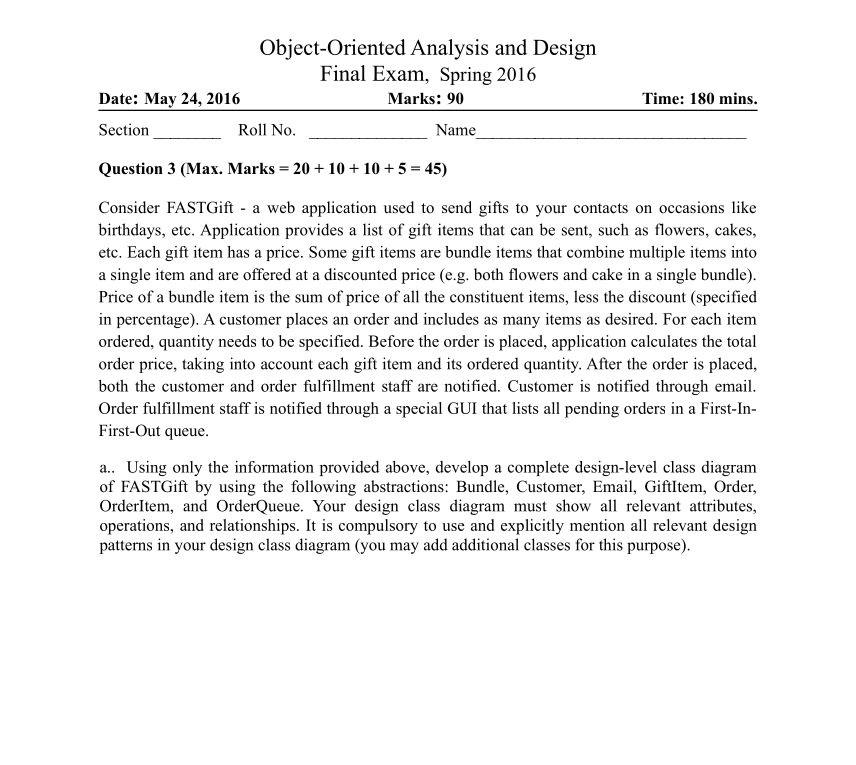 Object-Oriented Analysis and Design
Final Exam, Spring 2016
Date: May 24, 2016 Marks: 90 Time: 180 mins.
Section ________ Roll No. ______________ Name________________________________
Question 3 (Max. Marks = 20 + 10 + 10 + 5 = 45)
Consider FASTGift - a web application used to send gifts to your contacts on occasions like
birthdays, etc. Application provides a list of gift items that can be sent, such as flowers, cakes,
etc. Each gift item has a price. Some gift items are bundle items that combine multiple items into
a single item and are offered at a discounted price (e.g. both flowers and cake in a single bundle).
Price of a bundle item is the sum of price of all the constituent items, less the discount (specified
in percentage). A customer places an order and includes as many items as desired. For each item
ordered, quantity needs to be specified. Before the order is placed, application calculates the total
order price, taking into account each gift item and its ordered quantity. After the order is placed,
both the customer and order fulfillment staff are notified. Customer is notified through email.
Order fulfillment staff is notified through a special GUI that lists all pending orders in a First-In-
First-Out queue.
a.. Using only the information provided above, develop a complete design-level class diagram
of FASTGift by using the following abstractions: Bundle, Customer, Email, GiftItem, Order,
OrderItem, and OrderQueue. Your design class diagram must show all relevant attributes,
operations, and relationships. It is compulsory to use and explicitly mention all relevant design
patterns in your design class diagram (you may add additional classes for this purpose).